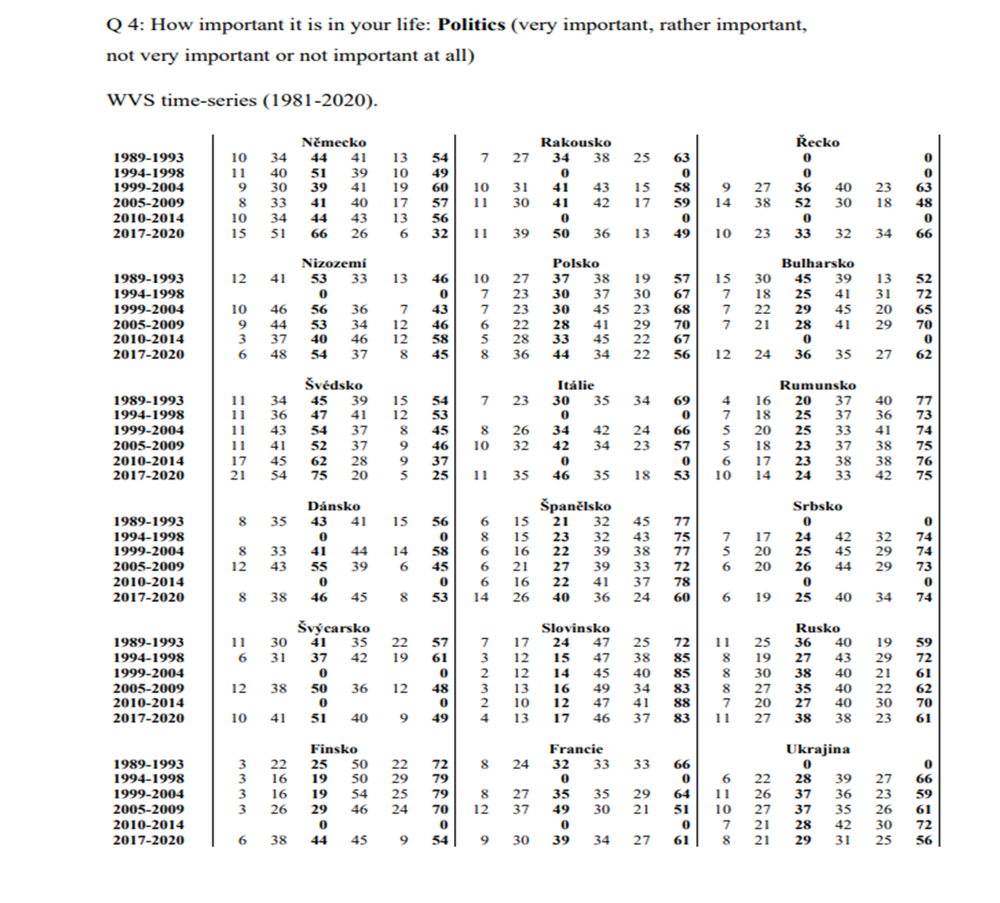 Q 4: How important it is in your life: Politics (very important, rather important,
not very important or not important at all)
WVS time-series (1981-2020).
Německo Rakousko Řecko
1989-1993 10 34 44 41 13 54 7 27 34 38 25 63 0 0
1994-1998 11 40 51 39 10 49 0 0 0 0
1999-2004 9 30 39 41 19 60 10 31 41 43 15 58 9 27 36 40 23 63
2005-2009 8 33 41 40 17 57 11 30 41 42 17 59 14 38 52 30 18 48
2010-2014 10 34 44 43 13 56 0 0 0 0
2017-2020 15 51 66 26 6 32 11 39 50 36 13 49 10 23 33 32 34 66
Nizozemí Polsko Bulharsko
1989-1993 12 41 53 33 13 46 10 27 37 38 19 57 15 30 45 39 13 52
1994-1998 0 0 7 23 30 37 30 67 7 18 25 41 31 72
1999-2004 10 46 56 36 7 43 7 23 30 45 23 68 7 22 29 45 20 65
2005-2009 9 44 53 34 12 46 6 22 28 41 29 70 7 21 28 41 29 70
2010-2014 3 37 40 46 12 58 5 28 33 45 22 67 0 0
2017-2020 6 48 54 37 8 45 8 36 44 34 22 56 12 24 36 35 27 62
Švédsko Itálie Rumunsko
1989-1993 11 34 45 39 15 54 7 23 30 35 34 69 4 16 20 37 40 77
1994-1998 11 36 47 41 12 53 0 0 7 18 25 37 36 73
1999-2004 11 43 54 37 8 45 8 26 34 42 24 66 5 20 25 33 41 74
2005-2009 11 41 52 37 9 46 10 32 42 34 23 57 5 18 23 37 38 75
2010-2014 17 45 62 28 9 37 0 0 6 17 23 38 38 76
2017-2020 21 54 75 20 5 25 11 35 46 35 18 53 10 14 24 33 42 75
Dánsko Španělsko Srbsko
1989-1993 8 35 43 41 15 56 6 15 21 32 45 77 0 0
1994-1998 0 0 8 15 23 32 43 75 7 17 24 42 32 74
1999-2004 8 33 41 44 14 58 6 16 22 39 38 77 5 20 25 45 29 74
2005-2009 12 43 55 39 6 45 6 21 27 39 33 72 6 20 26 44 29 73
2010-2014 0 0 6 16 22 41 37 78 0 0
2017-2020 8 38 46 45 8 53 14 26 40 36 24 60 6 19 25 40 34 74
Švýcarsko Slovinsko Rusko
1989-1993 11 30 41 35 22 57 7 17 24 47 25 72 11 25 36 40 19 59
1994-1998 6 31 37 42 19 61 3 12 15 47 38 85 8 19 27 43 29 72
1999-2004 0 0 2 12 14 45 40 85 8 30 38 40 21 61
2005-2009 12 38 50 36 12 48 3 13 16 49 34 83 8 27 35 40 22 62
2010-2014 0 0 2 10 12 47 41 88 7 20 27 40 30 70
2017-2020 10 41 51 40 9 49 4 13 17 46 37 83 11 27 38 38 23 61
Finsko Francie Ukrajina
1989-1993 3 22 25 50 22 72 8 24 32 33 33 66 0 0
1994-1998 3 16 19 50 29 79 0 0 6 22 28 39 27 66
1999-2004 3 16 19 54 25 79 8 27 35 35 29 64 11 26 37 36 23 59
2005-2009 3 26 29 46 24 70 12 37 49 30 21 51 10 27 37 35 26 61
2010-2014 0 0 0 0 7 21 28 42 30 72
2017-2020 6 38 44 45 9 54 9 30 39 34 27 61 8 21 29 31 25 56